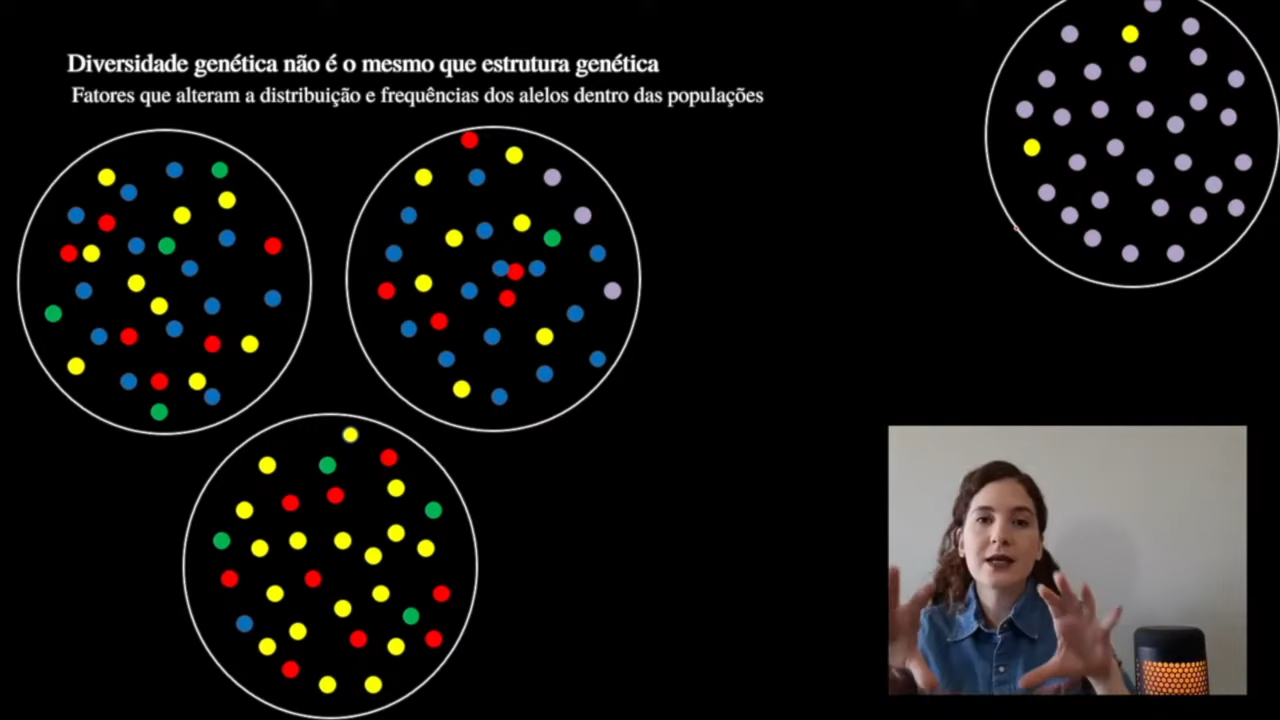 Diversidade genética não é o mesmo que estrutura genética
Fatores que alteram a distribuição e frequências dos alelos dentro das populações